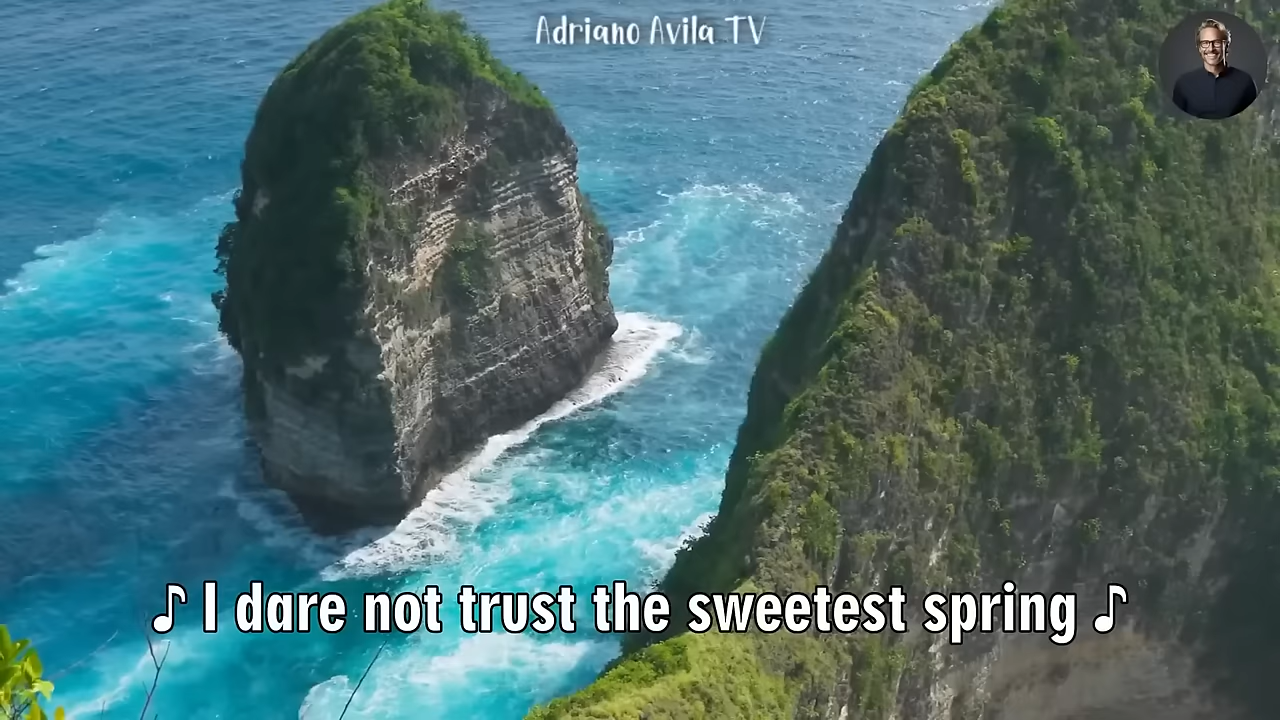 Adriano Avila TV
♪ I dare not trust the sweetest spring ♪